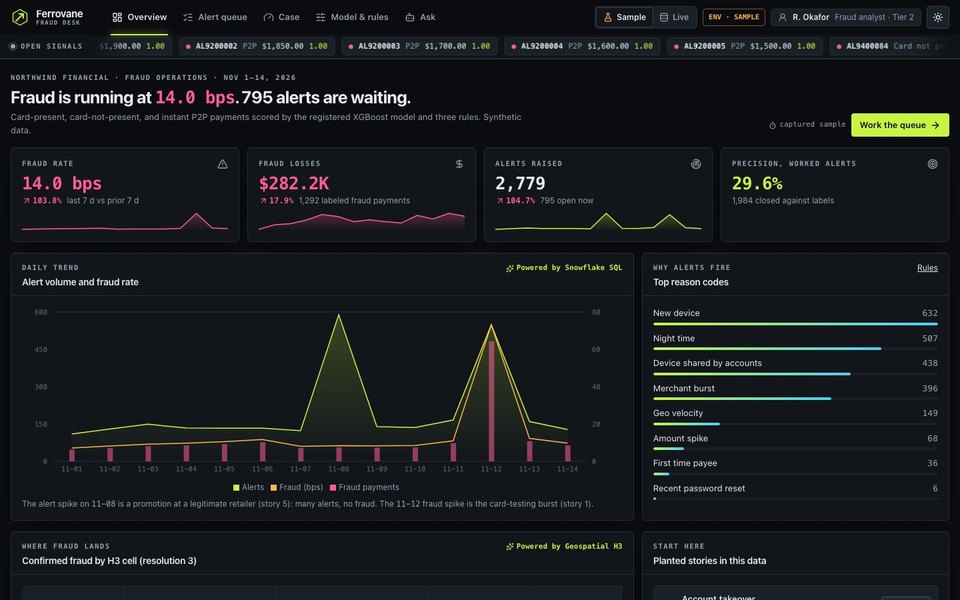 Ferrovane
FRAUD DESK
Overview
Alert queue
Case
Model & rules
Ask
Sample
Live
ENV · SAMPLE
R. Okafor Fraud analyst · Tier 2
OPEN SIGNALS
$1,900.00 1.00
AL9200002 P2P $1,850.00 1.00
AL9200003 P2P $1,700.00 1.00
AL9200004 P2P $1,600.00 1.00
AL9200005 P2P $1,500.00 1.00
AL9400084 Card not
NORTHWIND FINANCIAL · FRAUD OPERATIONS · NOV 1–14, 2026
Fraud is running at 14.0 bps. 795 alerts are waiting.
Card-present, card-not-present, and instant P2P payments scored by the registered XGBoost model and three rules. Synthetic
data.
captured sample
Work the queue →
FRAUD RATE
14.0 bps
↗ 103.8% last 7 d vs prior 7 d
FRAUD LOSSES
$
$282.2K
↗ 17.9% 1,292 labeled fraud payments
ALERTS RAISED
2,779
↗ 104.7% 795 open now
PRECISION, WORKED ALERTS
29.6%
1,984 closed against labels
DAILY TREND
Powered by Snowflake SQL
Alert volume and fraud rate
600
450
300
150
0
80
60
40
20
0
11-01 11-02 11-03 11-04 11-05 11-06 11-07 11-08 11-09 11-10 11-11 11-12 11-13 11-14
Alerts Fraud (bps) Fraud payments
The alert spike on 11-08 is a promotion at a legitimate retailer (story 5): many alerts, no fraud. The 11-12 fraud spike is the card-testing burst (story 1).
WHY ALERTS FIRE
Rules
Top reason codes
New device 632
Night time 507
Device shared by accounts 438
Merchant burst 396
Geo velocity 149
Amount spike 68
First time payee 36
Recent password reset 6
WHERE FRAUD LANDS
Powered by Geospatial H3
Confirmed fraud by H3 cell (resolution 3)
START HERE
Planted stories in this data
Account takeover